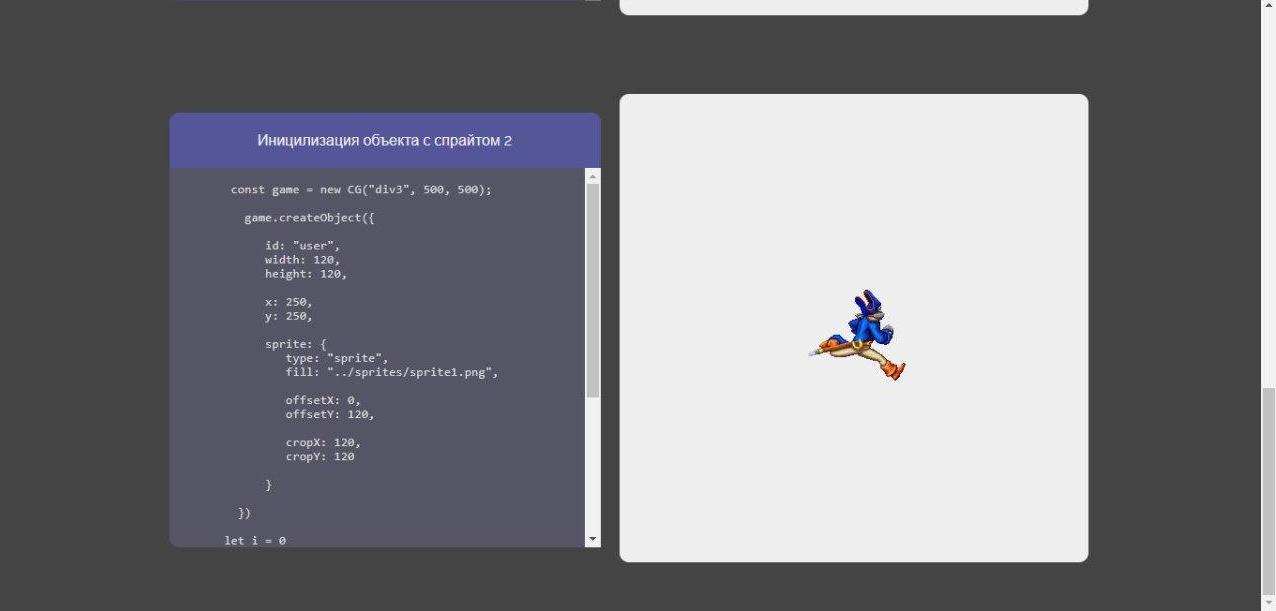 Иницилизация объекта с спрайтом 2
const game = new CG("div3", 500, 500);
game.createObject({
id: "user",
width: 120,
height: 120,
x: 250,
y: 250,
sprite: {
type: "sprite",
fill: "../sprites/sprite1.png",
offsetX: 0,
offsetY: 120,
cropX: 120,
cropY: 120
}
})
let i = 0